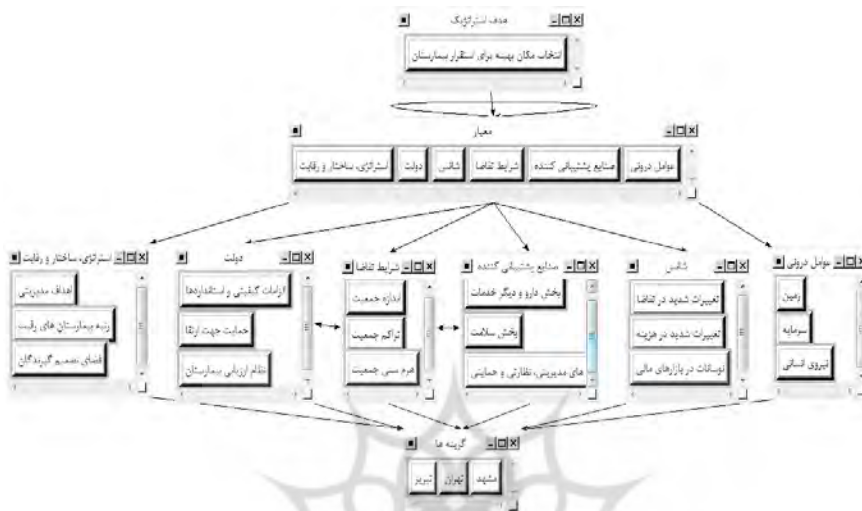 هدف استراتژیک
انتخاب مکان بهینه برای استقرار بیمارستان
معیار
عوامل درونی
صنایع پشتیبانی کننده
شرایط تقاضا
شانس
دولت
استراتژی، ساختار و رقابت
عوامل درونی
زمین
سرمایه
نیروی انسانی
شانس
تغییرات شدید در تقاضا
تغییرات شدید در هزینه
نوسانات در بازارهای مالی
صنایع پشتیبانی کننده
پخش دارو و دیگر خدمات
بخش سلامت
های مدیریتی، نظارتی و حمایتی
شرایط تقاضا
اندازه جمعیت
تراکم جمعیت
هرم سنی جمعیت
دولت
الزامات کیفیتی و استانداردها
حمایت جهت ارتقا
نظام ارزیابی بیمارستان
استراتژی، ساختار و رقابت
اهداف مدیریتی
رتبه بیمارستان های رقیب
فضای تصمیم گیرندگان
گزینه ها
مشهد
تهران
تبریز